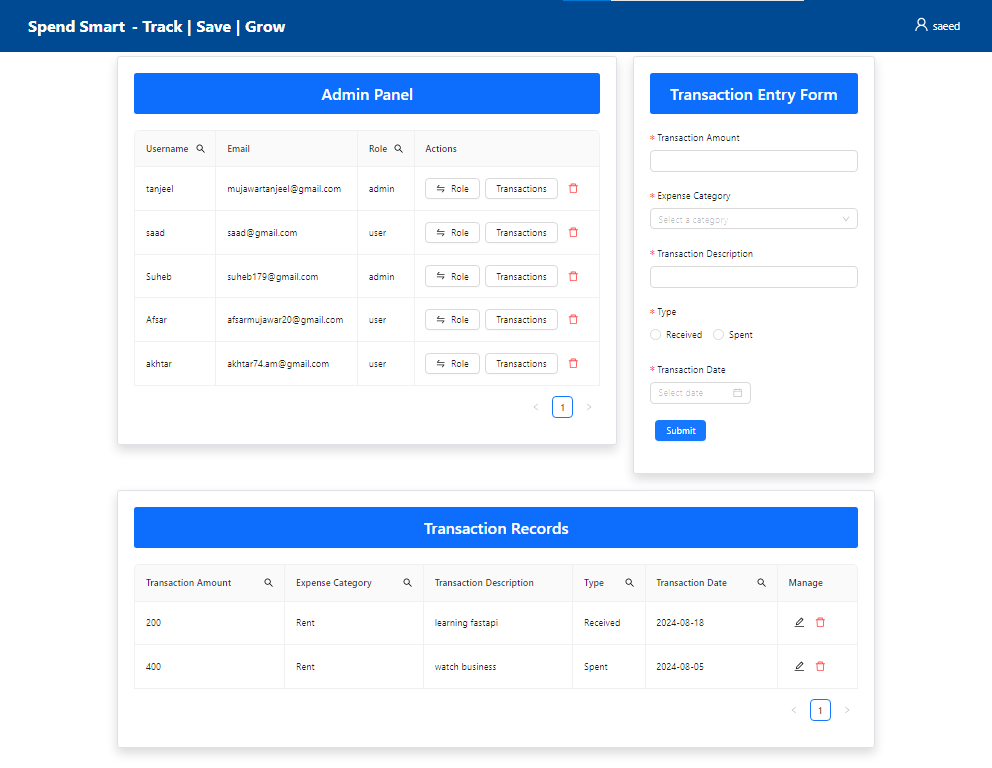 Spend Smart - Track | Save | Grow
saeed
Admin Panel
Username Email Role Actions
tanjeel mujawartanjeel@gmail.com admin Role Transactions
saad saad@gmail.com user Role Transactions
Suheb suheb179@gmail.com admin Role Transactions
Afsar afsarmujawar20@gmail.com user Role Transactions
akhtar akhtar74.am@gmail.com user Role Transactions
< 1 >
Transaction Entry Form
* Transaction Amount
* Expense Category
Select a category
* Transaction Description
* Type
Received Spent
* Transaction Date
Select date
Submit
Transaction Records
Transaction Amount Expense Category Transaction Description Type Transaction Date Manage
200 Rent learning fastapi Received 2024-08-18
400 Rent watch business Spent 2024-08-05
< 1 >